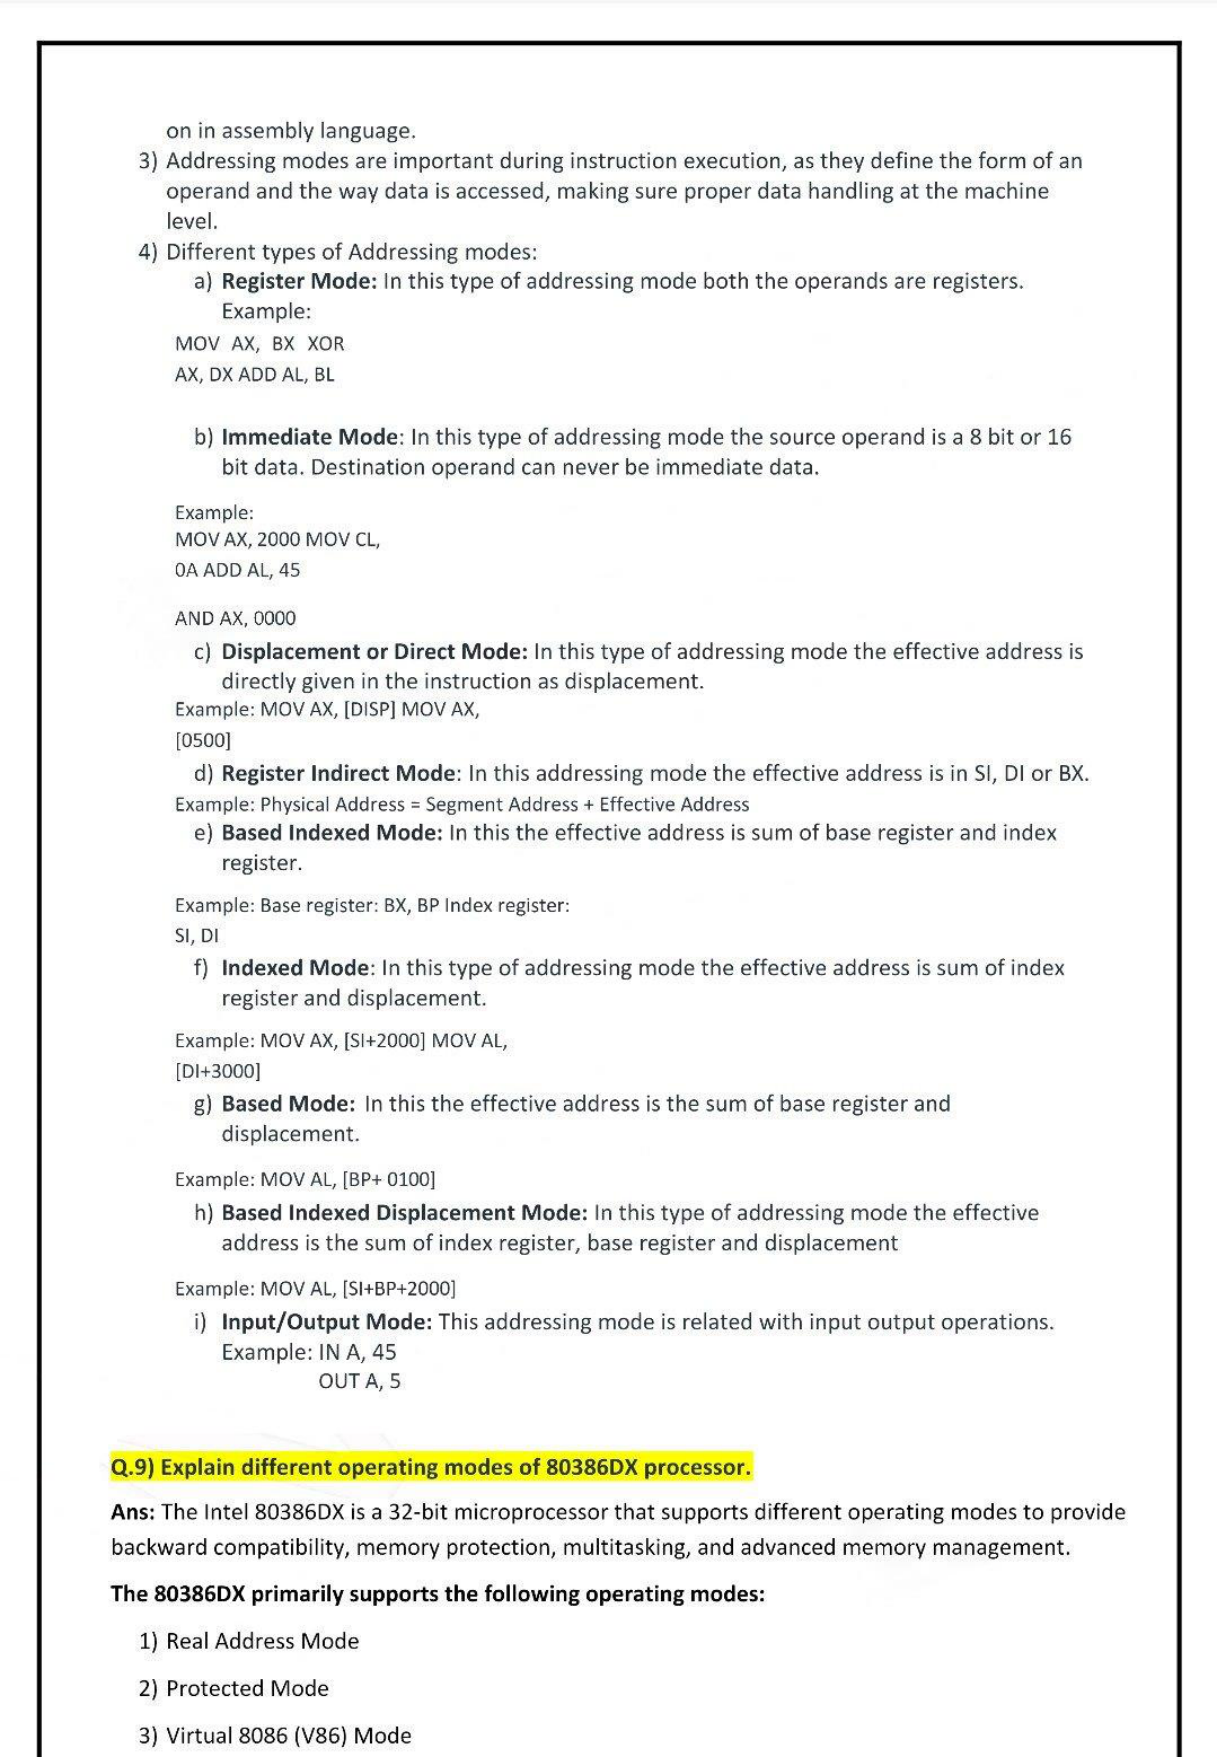 on in assembly language.
3) Addressing modes are important during instruction execution, as they define the form of an
operand and the way data is accessed, making sure proper data handling at the machine
level.
4) Different types of Addressing modes:
a) Register Mode: In this type of addressing mode both the operands are registers.
Example:
MOV AX, BX XOR
AX, DX ADD AL, BL
b) Immediate Mode: In this type of addressing mode the source operand is a 8 bit or 16
bit data. Destination operand can never be immediate data.
Example:
MOV AX, 2000 MOV CL,
0A ADD AL, 45
AND AX, 0000
c) Displacement or Direct Mode: In this type of addressing mode the effective address is
directly given in the instruction as displacement.
Example: MOV AX, [DISP] MOV AX,
[0500]
d) Register Indirect Mode: In this addressing mode the effective address is in SI, DI or BX.
Example: Physical Address = Segment Address + Effective Address
e) Based Indexed Mode: In this the effective address is sum of base register and index
register.
Example: Base register: BX, BP Index register:
SI, DI
f) Indexed Mode: In this type of addressing mode the effective address is sum of index
register and displacement.
Example: MOV AX, [SI+2000] MOV AL,
[DI+3000]
g) Based Mode: In this the effective address is the sum of base register and
displacement.
Example: MOV AL, [BP+ 0100]
h) Based Indexed Displacement Mode: In this type of addressing mode the effective
address is the sum of index register, base register and displacement
Example: MOV AL, [SI+BP+2000]
i) Input/Output Mode: This addressing mode is related with input output operations.
Example: IN A, 45
OUT A, 5
Q.9) Explain different operating modes of 80386DX processor.
Ans: The Intel 80386DX is a 32-bit microprocessor that supports different operating modes to provide
backward compatibility, memory protection, multitasking, and advanced memory management.
The 80386DX primarily supports the following operating modes:
1) Real Address Mode
2) Protected Mode
3) Virtual 8086 (V86) Mode